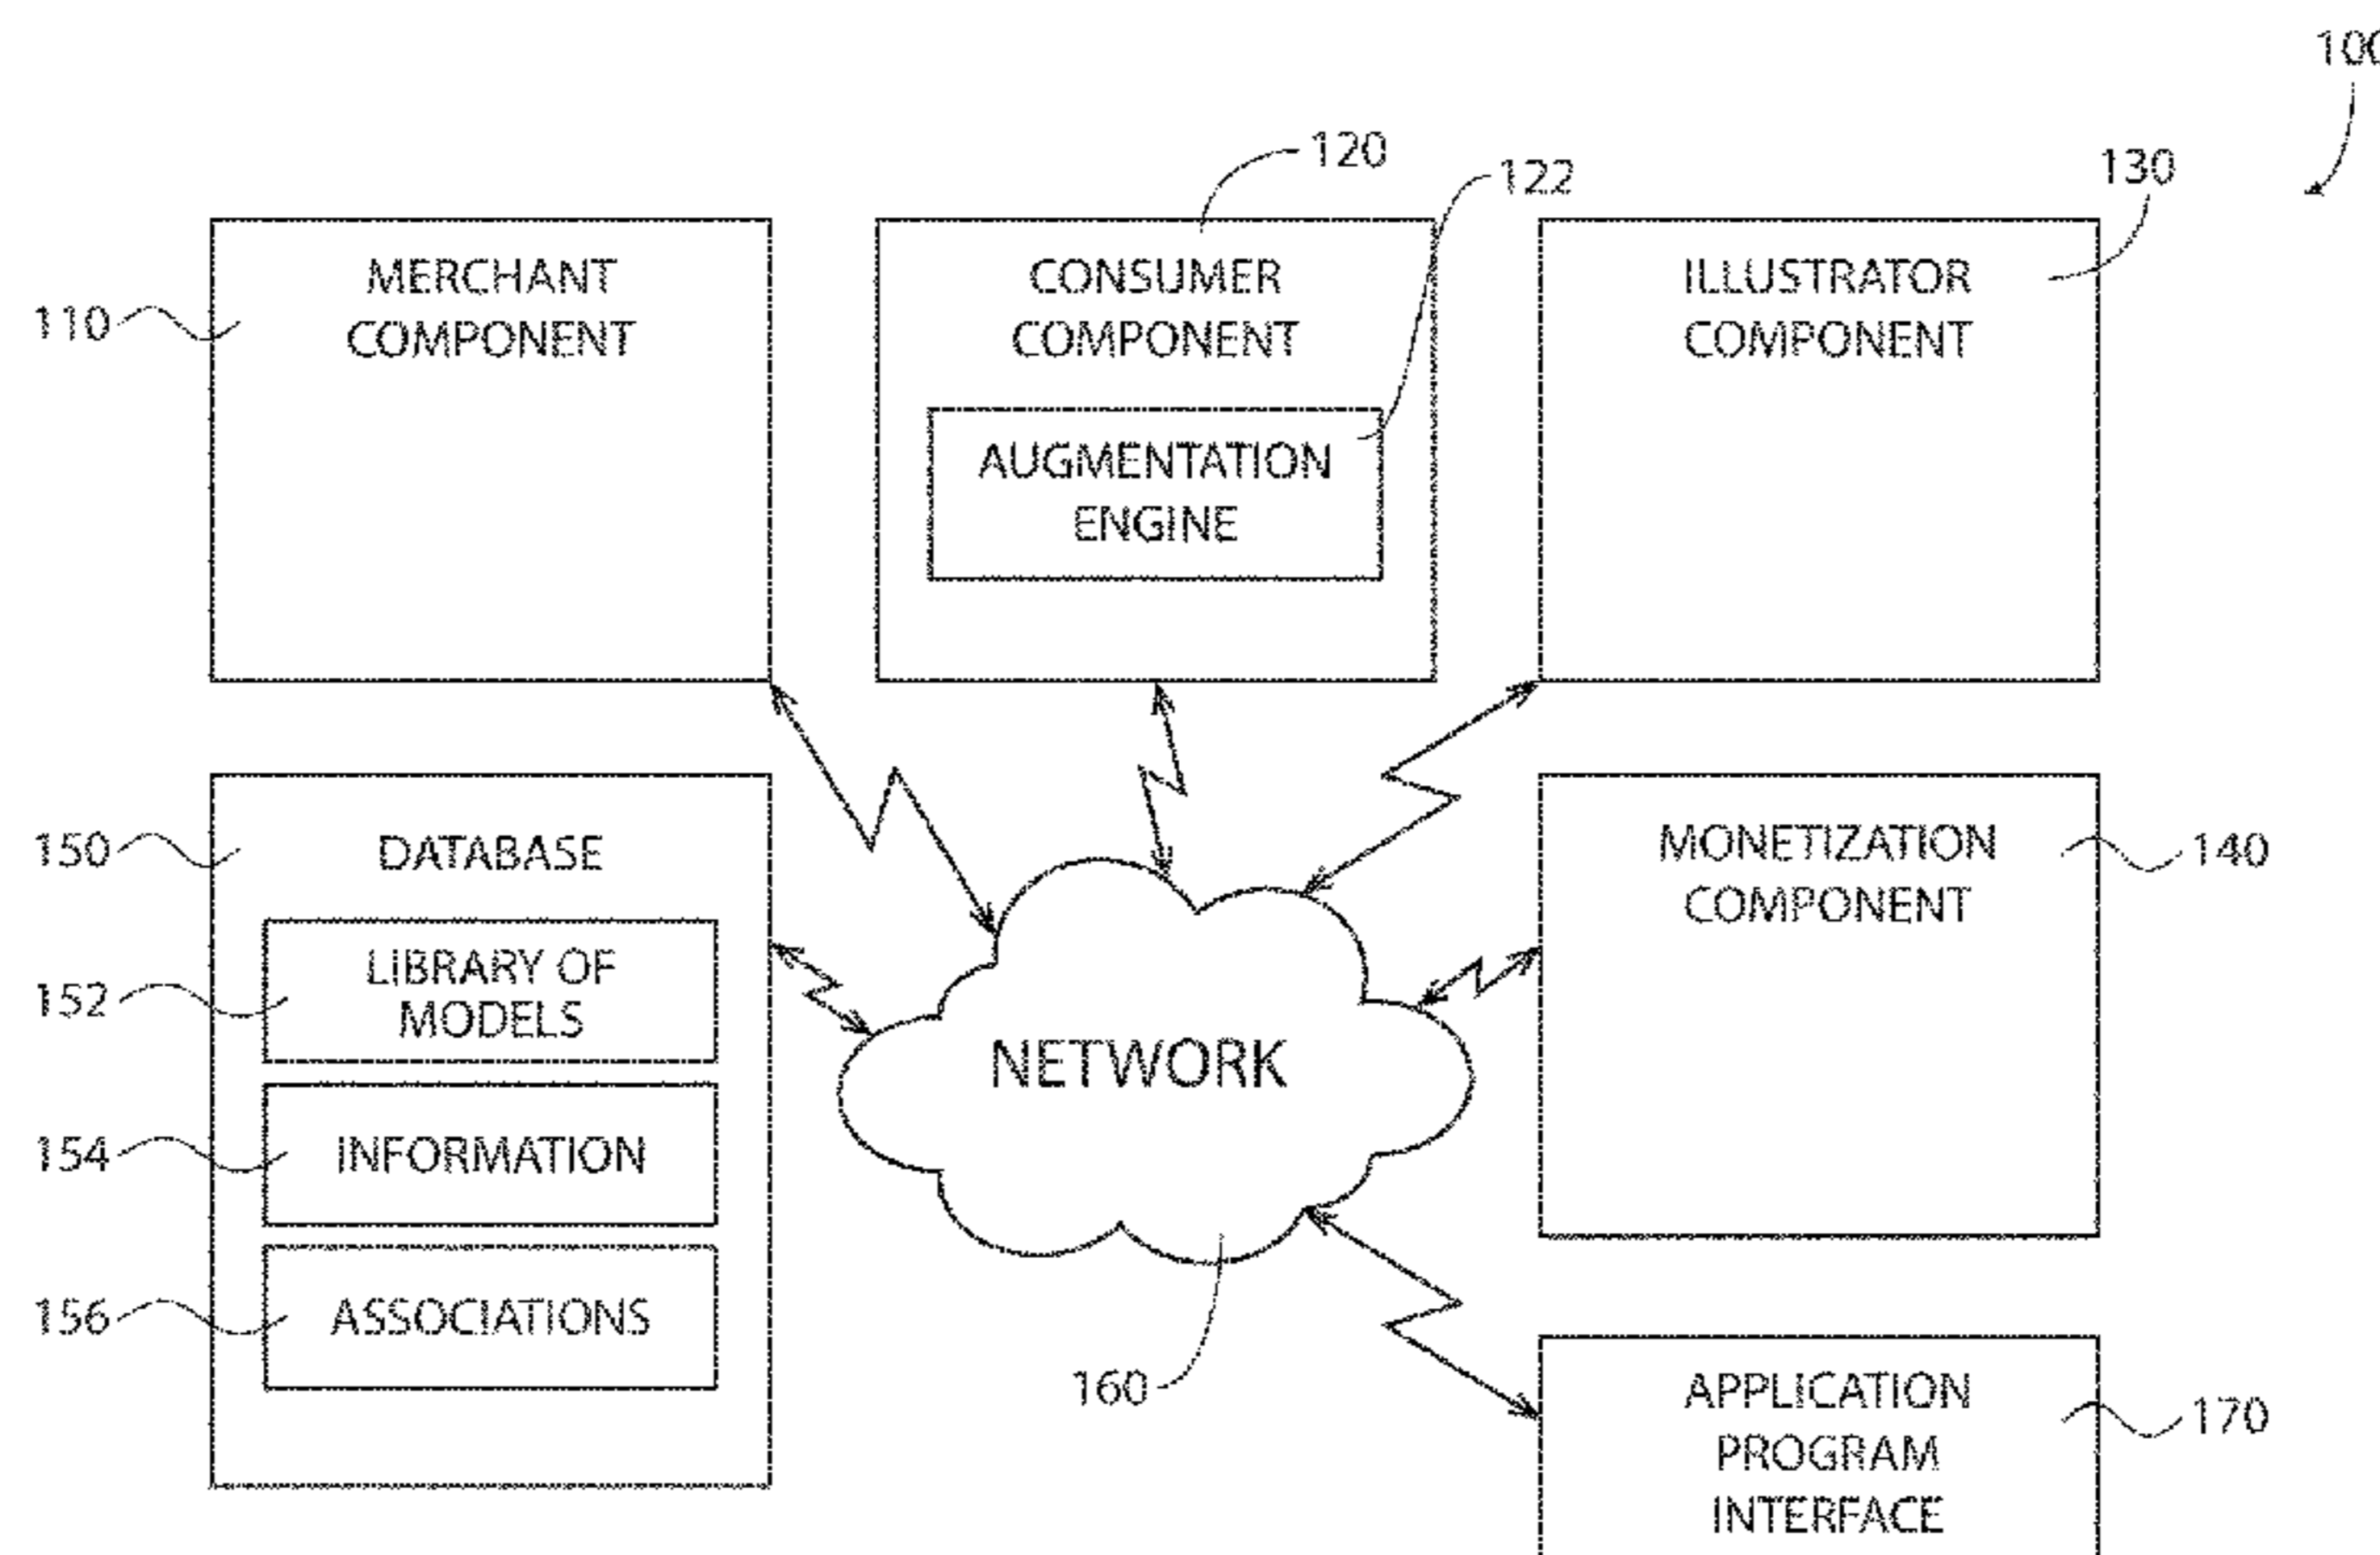 100
120
122
130
MERCHANT
COMPONENT
110
CONSUMER
COMPONENT
AUGMENTATION
ENGINE
ILLUSTRATOR
COMPONENT
150
DATABASE
152
LIBRARY OF
MODELS
154
INFORMATION
156
ASSOCIATIONS
NETWORK
160
MONETIZATION
COMPONENT
140
APPLICATION
PROGRAM
INTERFACE
170